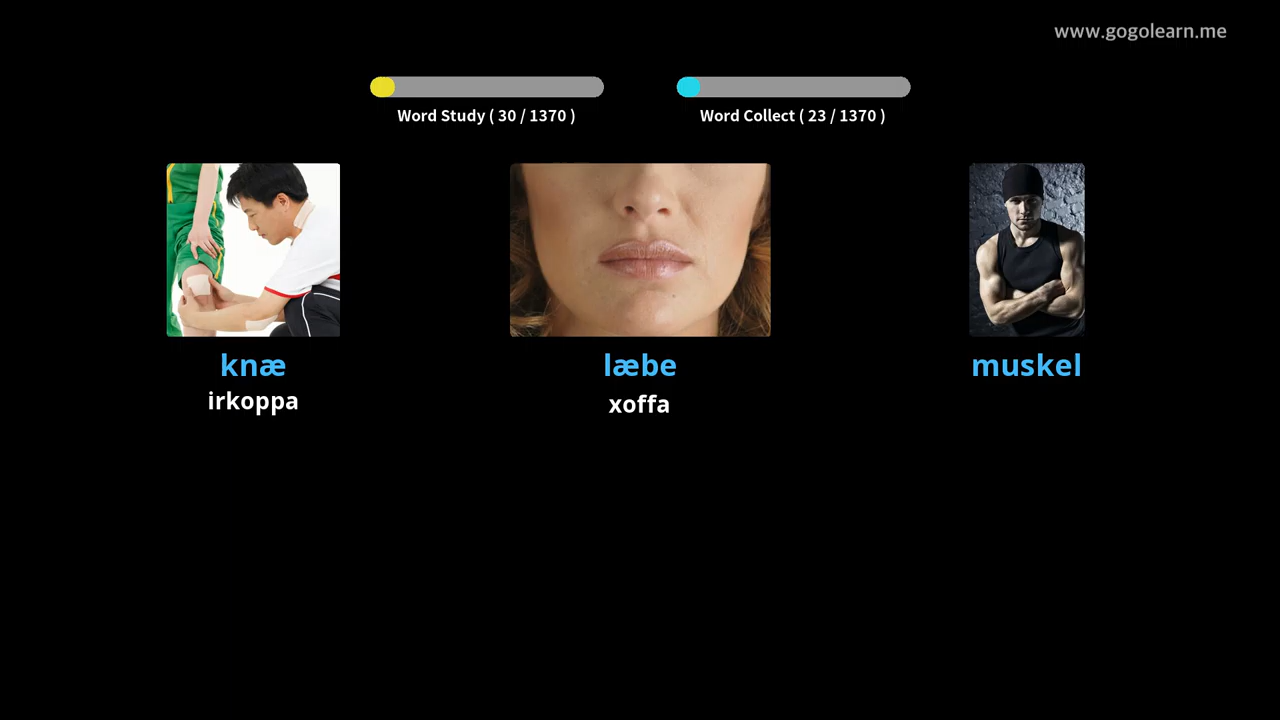 www.gogolearn.me
Word Study ( 30 / 1370 )
Word Collect ( 23 / 1370 )
knæ
irkoppa
læbe
xoffa
muskel